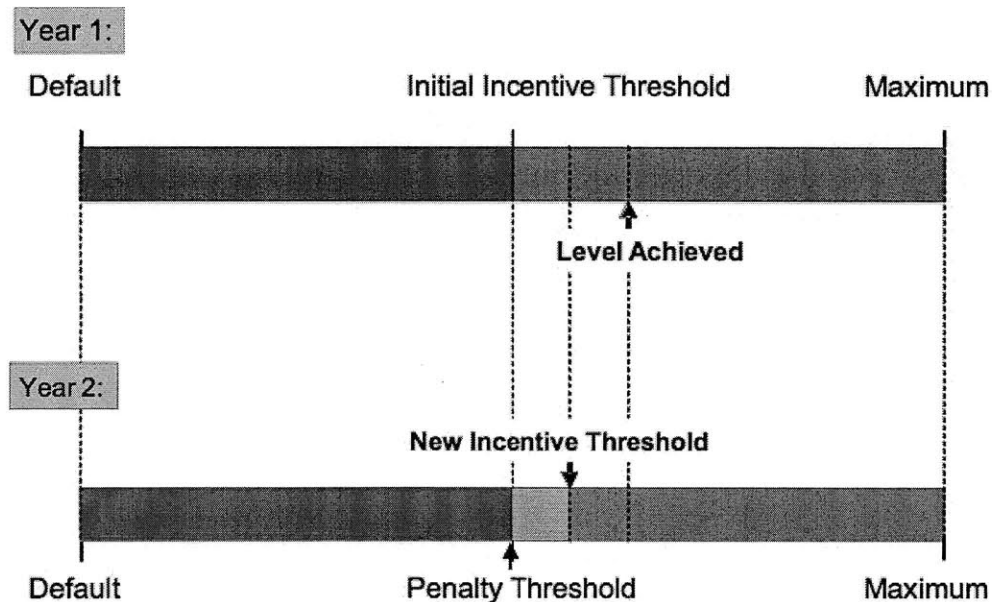 Year 1:
Default Initial Incentive Threshold Maximum
Level Achieved
Year 2:
New Incentive Threshold
Default Penalty Threshold Maximum